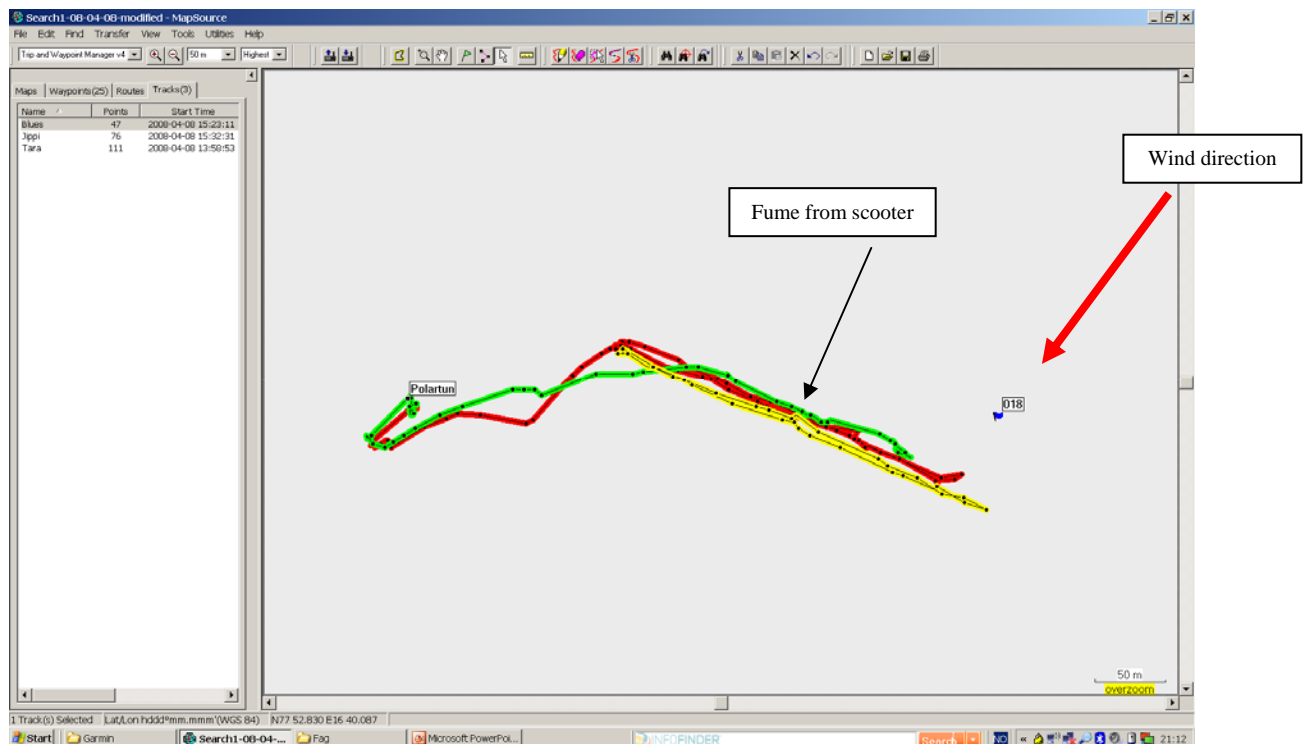 Search1-08-04-08-modified - MapSource
File Edit Find Transfer View Tools Utilities Help
Trip and Waypoint Manager v4 50 m Highest
Maps Waypoints(25) Routes Tracks(3)
Name Points Start Time
Blues 47 2008-04-08 15:23:11
Jippi 76 2008-04-08 15:32:31
Tara 111 2008-04-08 13:58:53
Wind direction
Fume from scooter
Polartun
018
50 m
overzoom
1 Track(s) Selected Lat/Lon hddd°mm.mmm'(WGS 84) N77 52.830 E16 40.087
Start Garmin Search1-08-04-... Fag Microsoft PowerPoi... INFOFINDER Search NO « 21:12